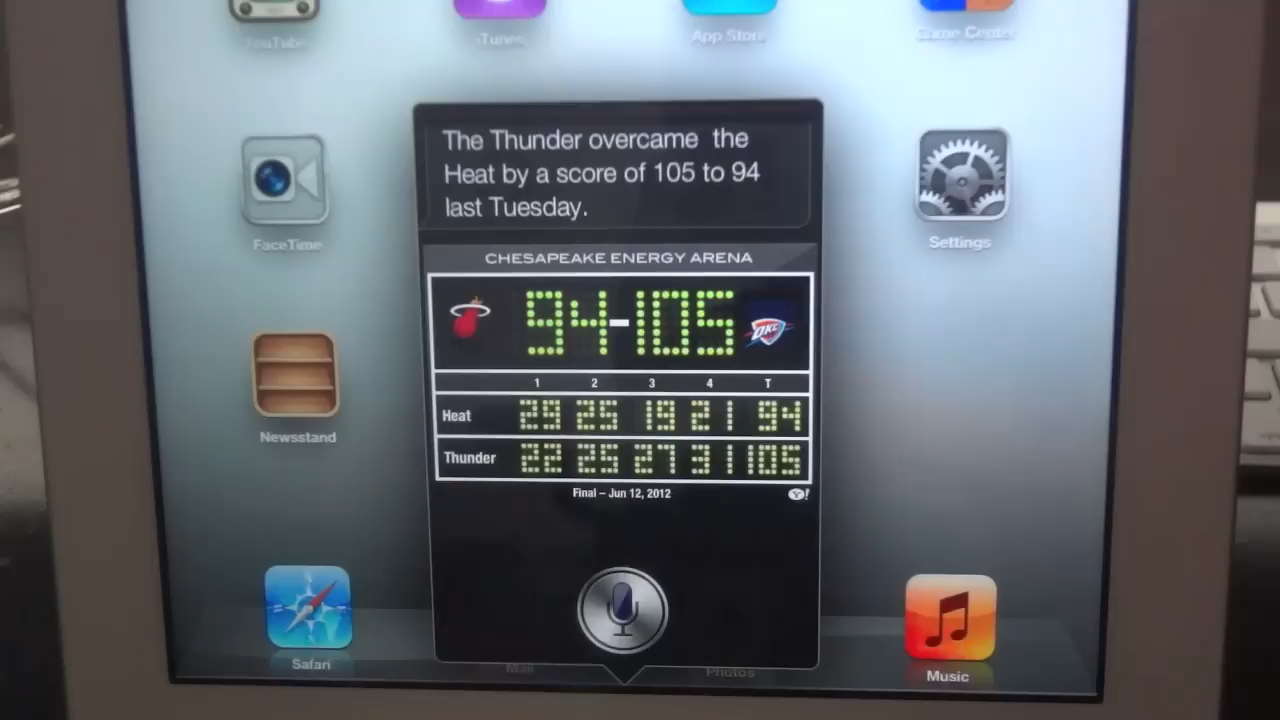 YouTube
iTunes
App Store
Game Center
The Thunder overcame the
Heat by a score of 105 to 94
last Tuesday.
FaceTime
Settings
CHESAPEAKE ENERGY ARENA
94-105
OKC
1 2 3 4 T
Heat 29 25 19 21 94
Thunder 22 25 27 31 105
Final – Jun 12, 2012
Y!
Newsstand
Safari
Mail
Photos
Music